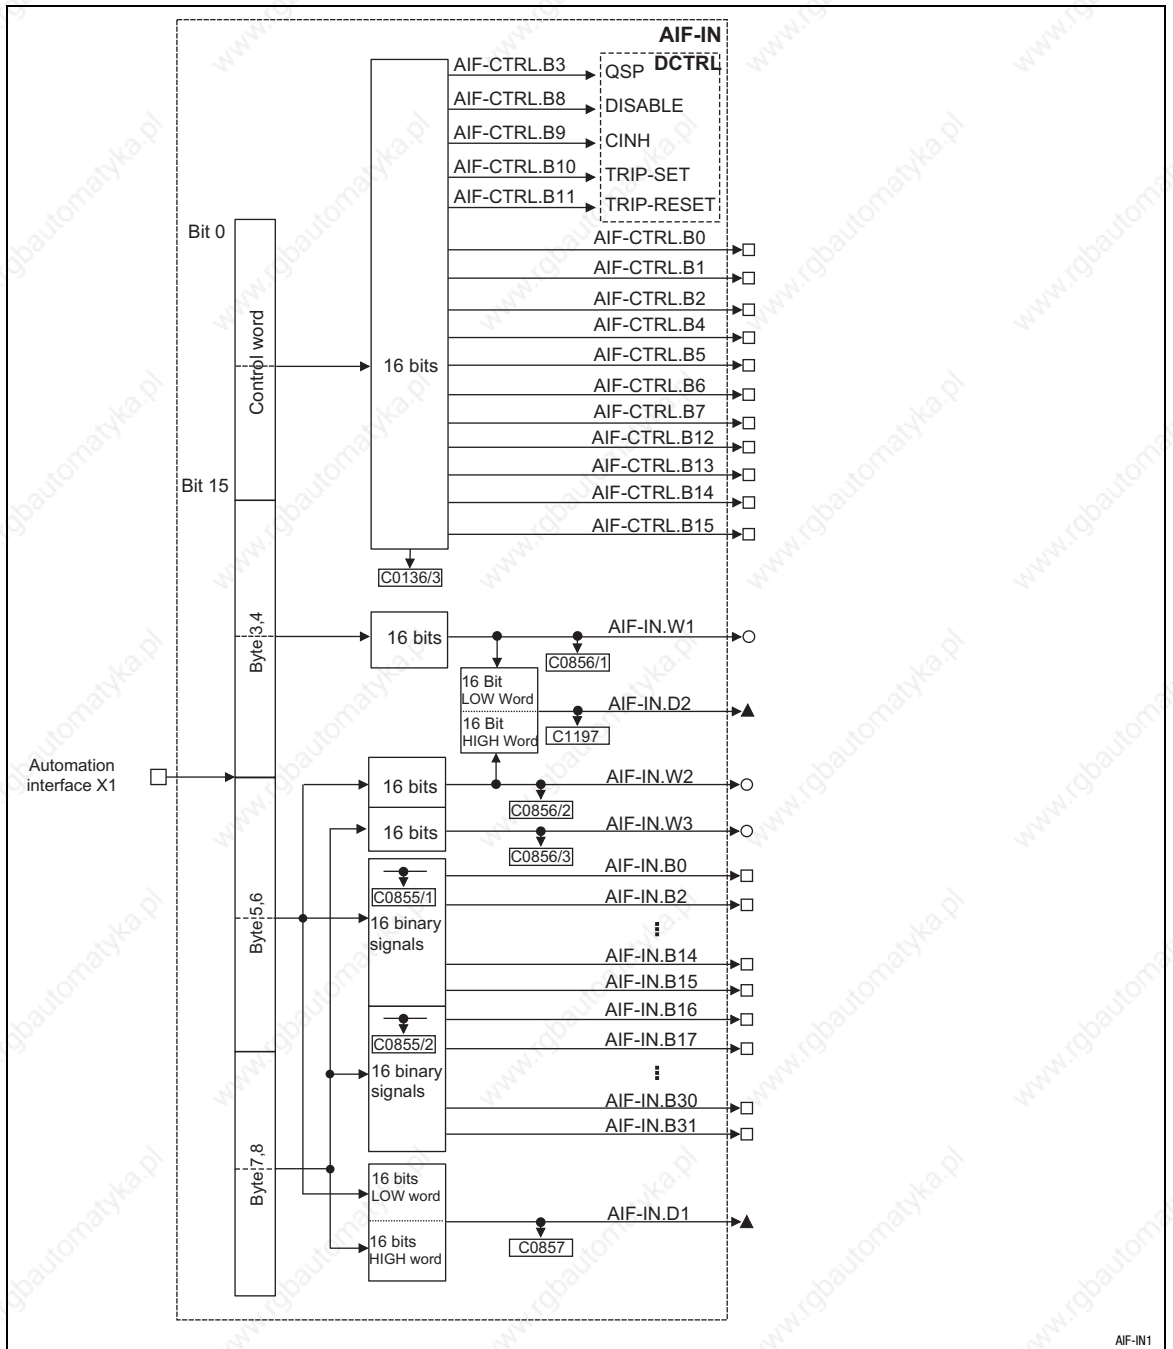 AIF-IN
DCTRL
AIF-CTRL.B3
QSP
AIF-CTRL.B8
DISABLE
AIF-CTRL.B9
CINH
AIF-CTRL.B10
TRIP-SET
AIF-CTRL.B11
TRIP-RESET
Bit 0
AIF-CTRL.B0
AIF-CTRL.B1
AIF-CTRL.B2
AIF-CTRL.B4
Control word
16 bits
AIF-CTRL.B5
AIF-CTRL.B6
AIF-CTRL.B7
AIF-CTRL.B12
AIF-CTRL.B13
Bit 15
AIF-CTRL.B14
AIF-CTRL.B15
C0136/3
Byte 3,4
16 bits
AIF-IN.W1
C0856/1
16 Bit
LOW Word
16 Bit
HIGH Word
AIF-IN.D2
C1197
Automation
interface X1
16 bits
AIF-IN.W2
C0856/2
16 bits
AIF-IN.W3
C0856/3
Byte 5,6
C0855/1
16 binary
signals
AIF-IN.B0
AIF-IN.B2
AIF-IN.B14
AIF-IN.B15
C0855/2
16 binary
signals
AIF-IN.B16
AIF-IN.B17
AIF-IN.B30
AIF-IN.B31
Byte 7,8
16 bits
LOW word
16 bits
HIGH word
AIF-IN.D1
C0857
AIF-IN1
www.rgbautomatyka.pl